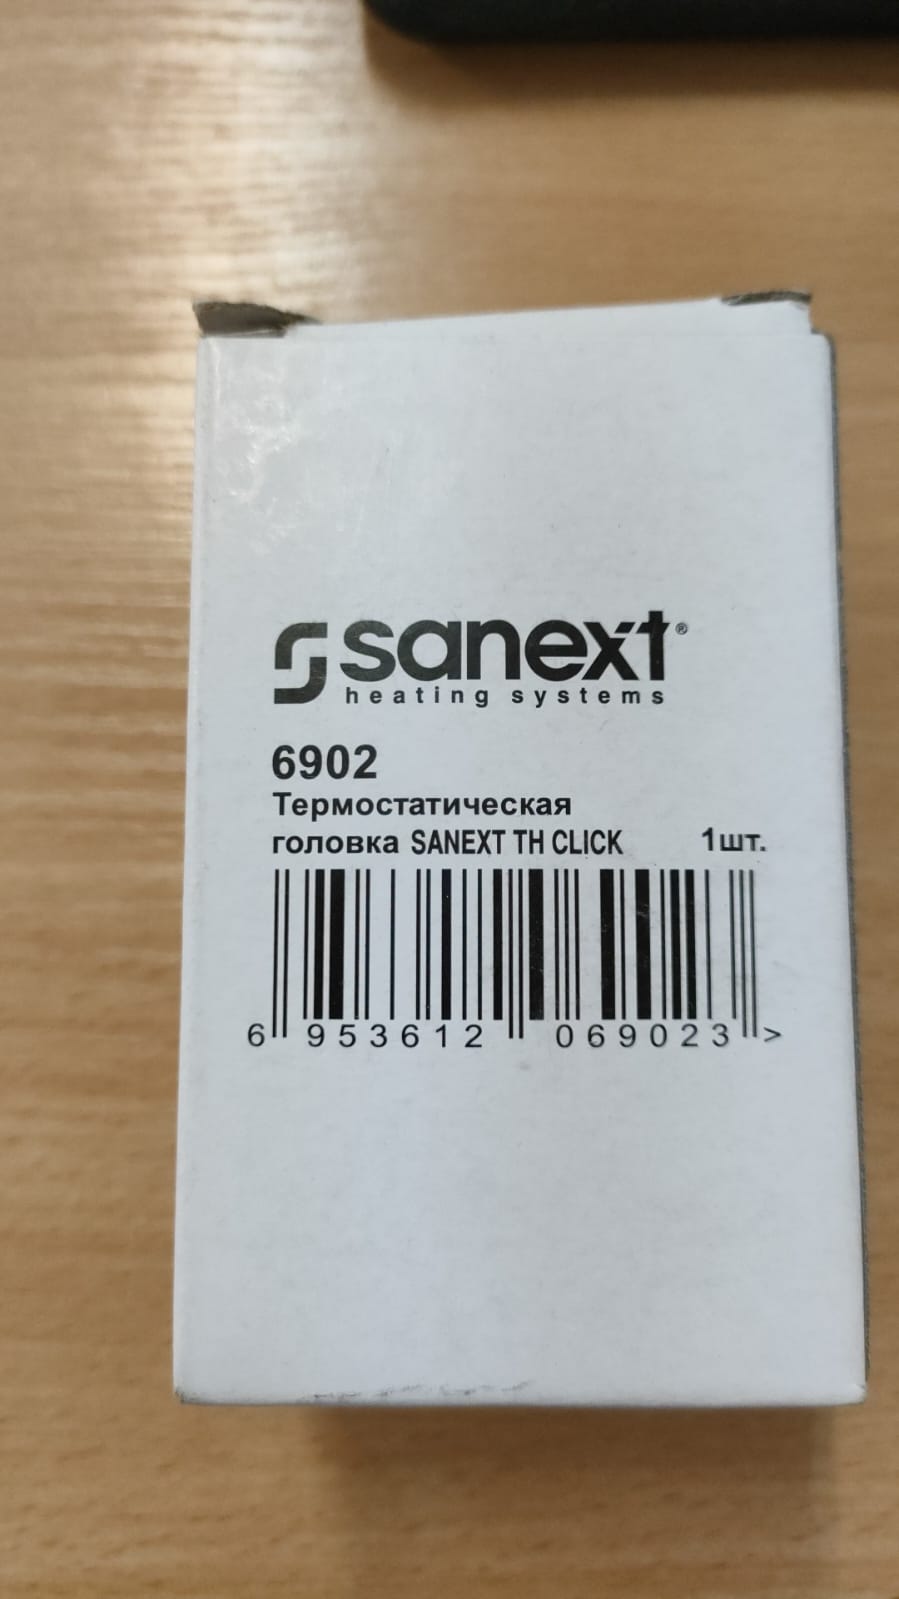 sanext®
heating systems
6902
Термостатическая
головка SANEXT TH CLICK 1шт.
6 953612 069023 >